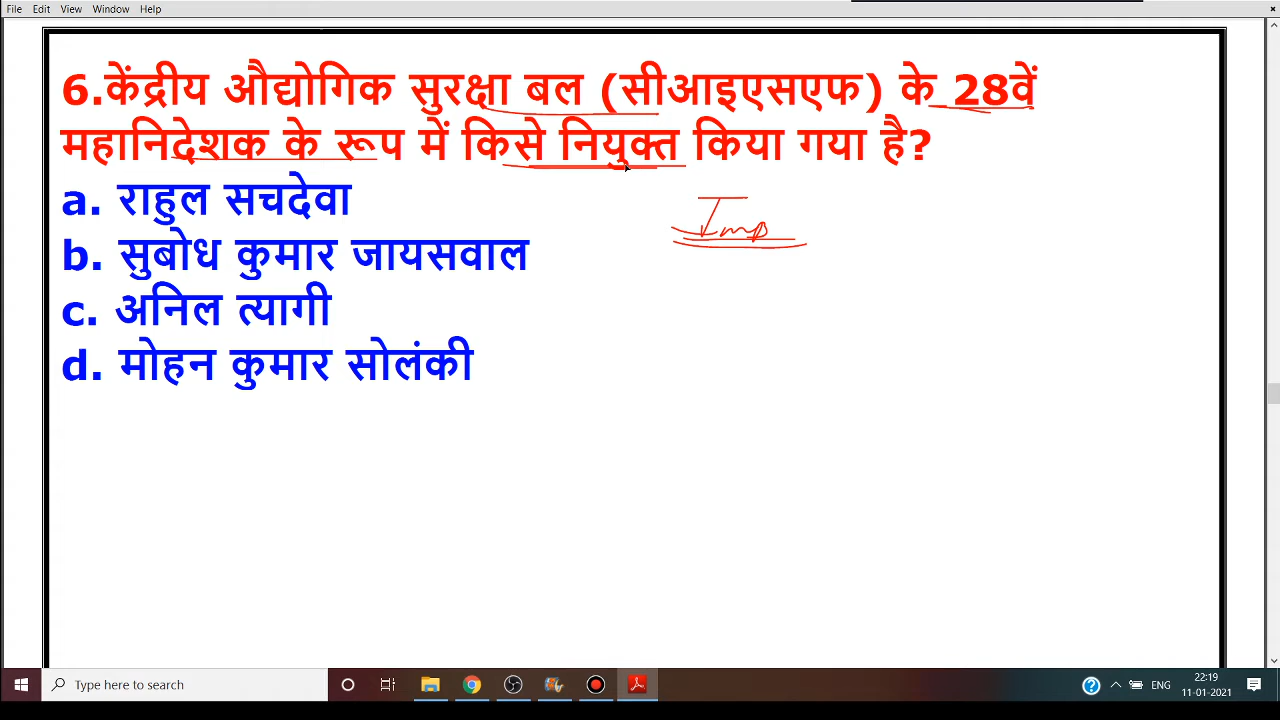 File Edit View Window Help
6.केंद्रीय औद्योगिक सुरक्षा बल (सीआइएसएफ) के 28वें
महानिदेशक के रूप में किसे नियुक्त किया गया है?
a. राहुल सचदेवा
Imp
b. सुबोध कुमार जायसवाल
c. अनिल त्यागी
d. मोहन कुमार सोलंकी
Type here to search
ENG
22:19
11-01-2021